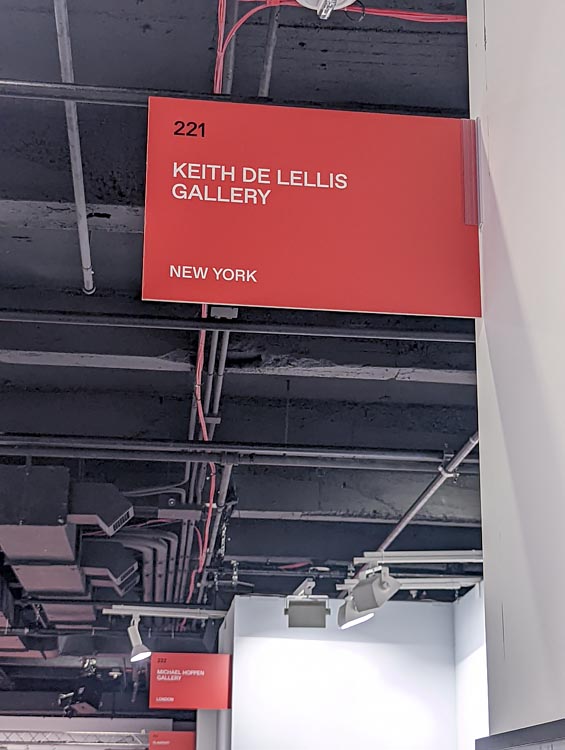 221
KEITH DE LELLIS
GALLERY
NEW YORK
222
MICHAEL HOPPEN
GALLERY
LONDON